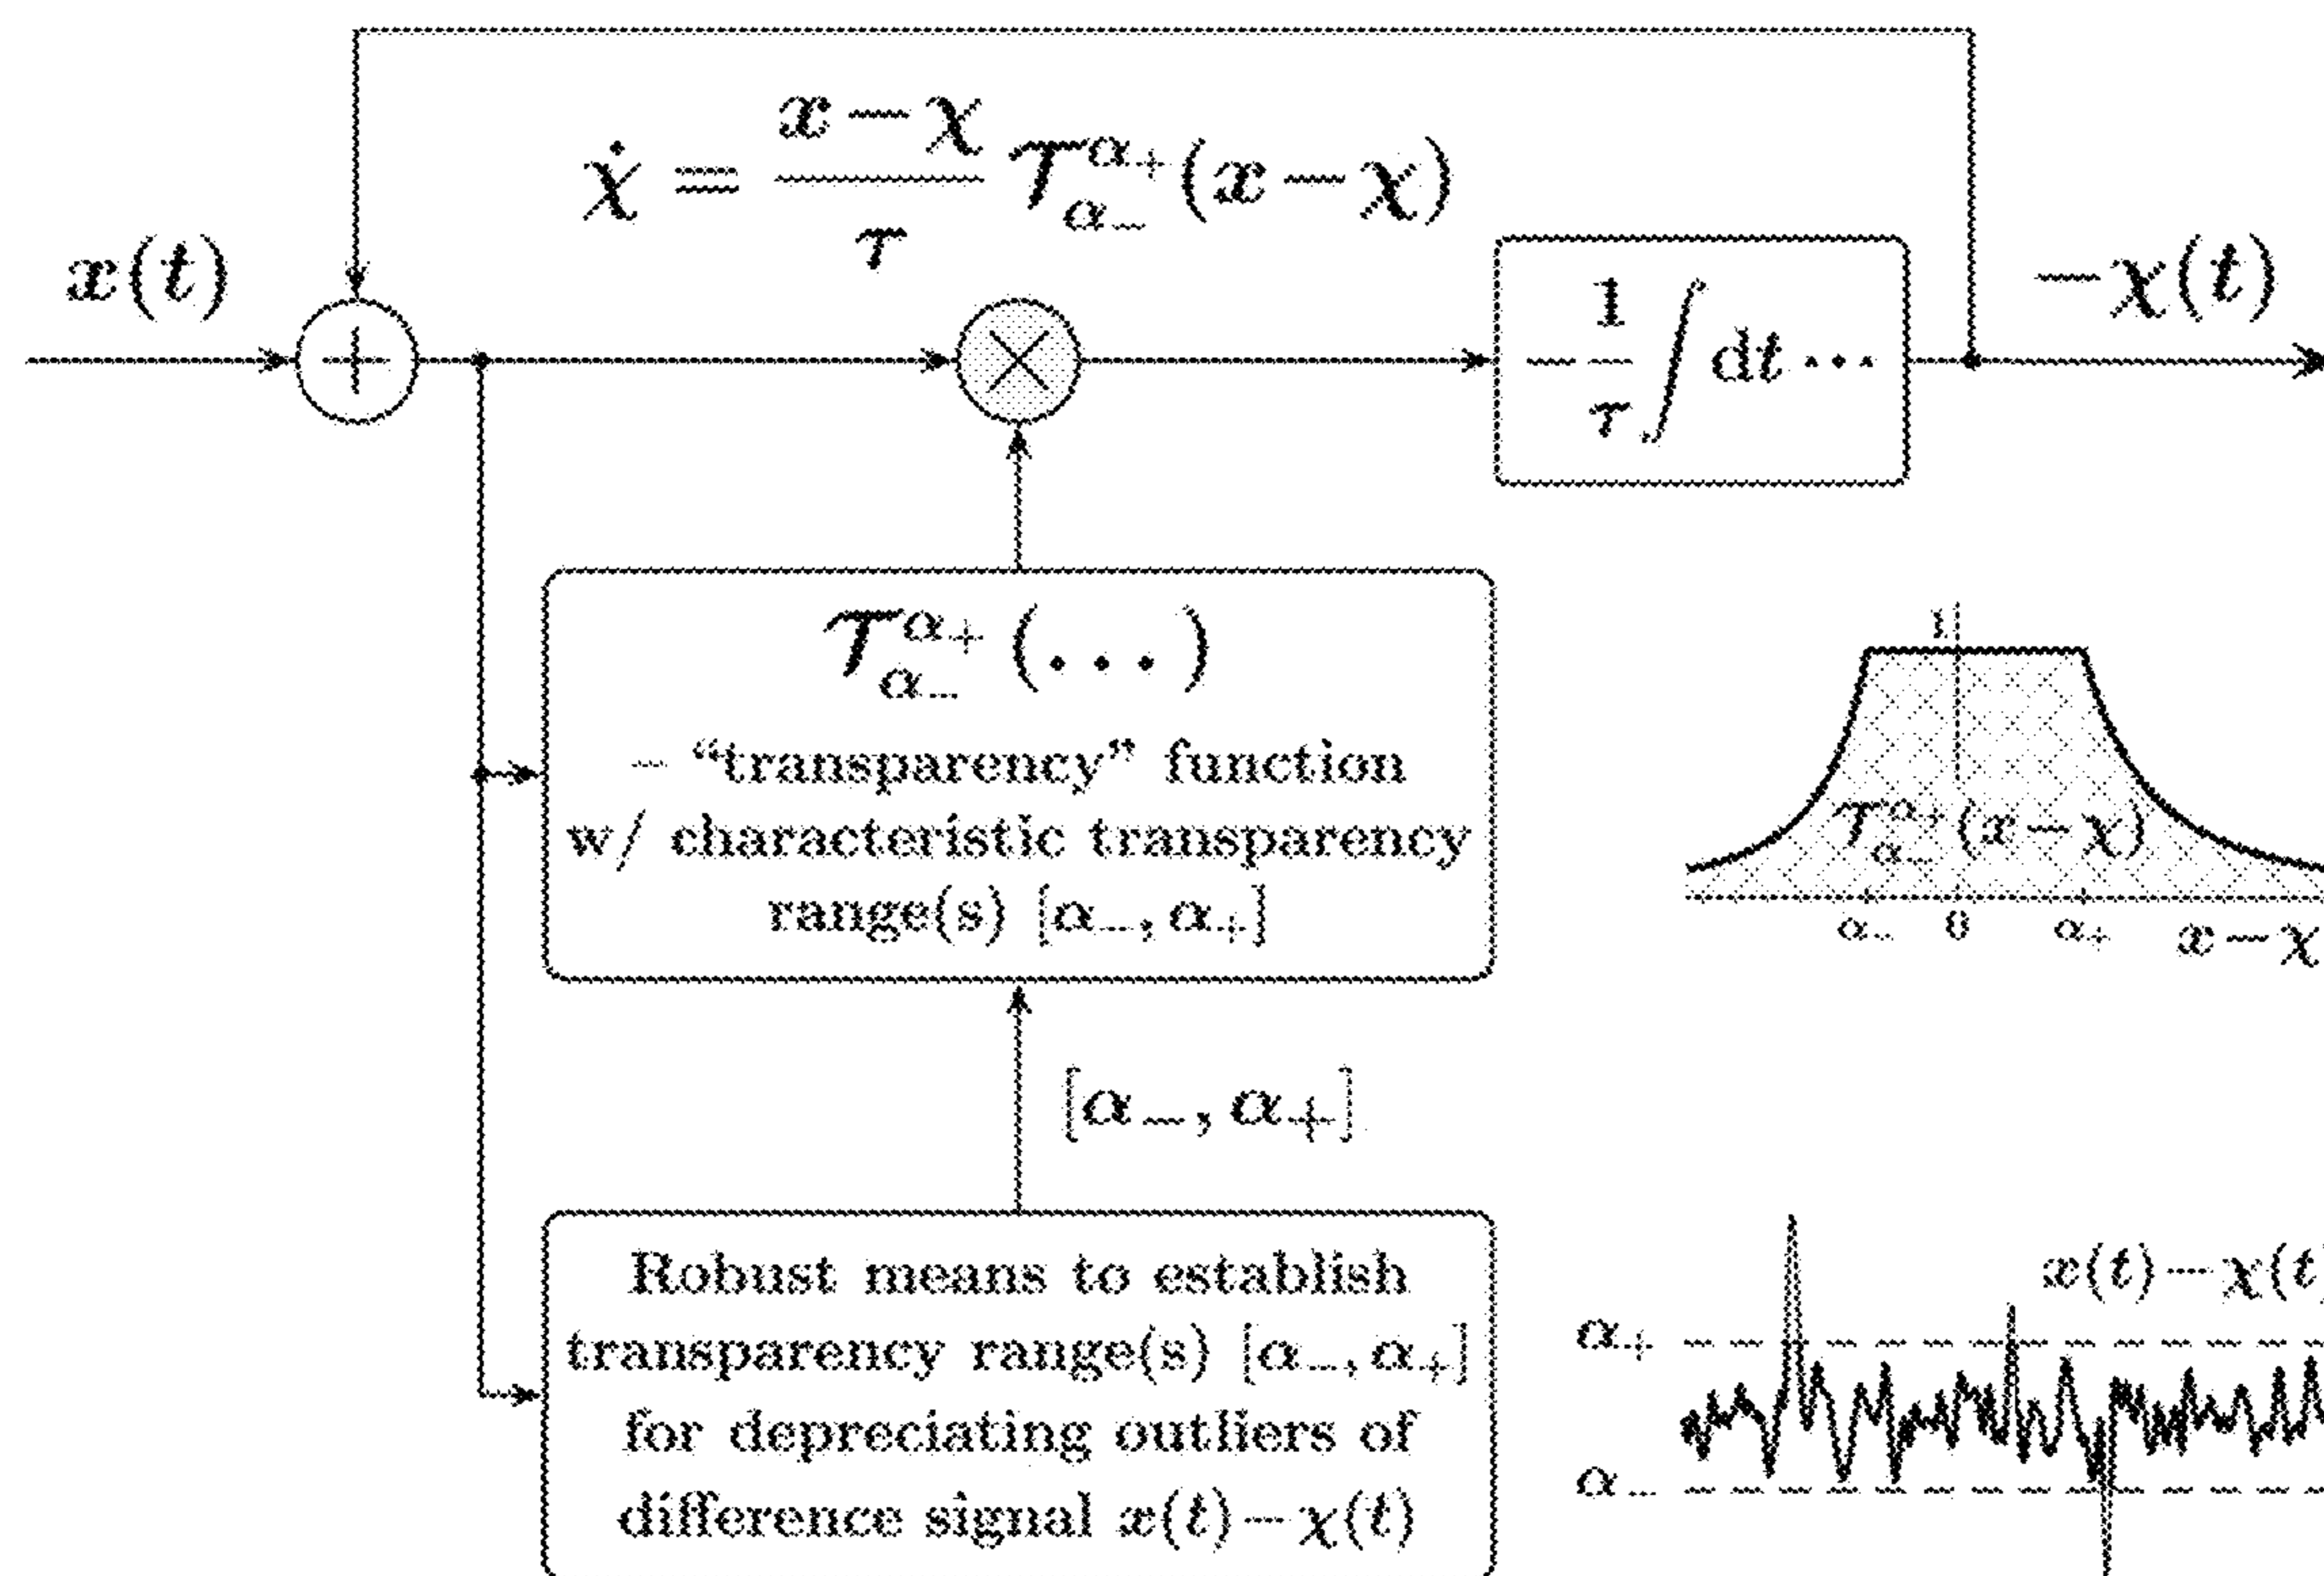 χ̇ = (x−χ)/τ 𝒯_{α₋}^{α₊}(x−χ)
x(t)
−1/τ ∫ dt ···
−χ(t)
+
×
𝒯_{α₋}^{α₊}(...)
– “transparency” function
w/ characteristic transparency
range(s) [α₋, α₊]
1
𝒯_{α₋}^{α₊}(x−χ)
α₋ 0 α₊ x−χ
[α₋, α₊]
Robust means to establish
transparency range(s) [α₋, α₊]
for depreciating outliers of
difference signal x(t)−χ(t)
x(t)−χ(t)
α₊
α₋